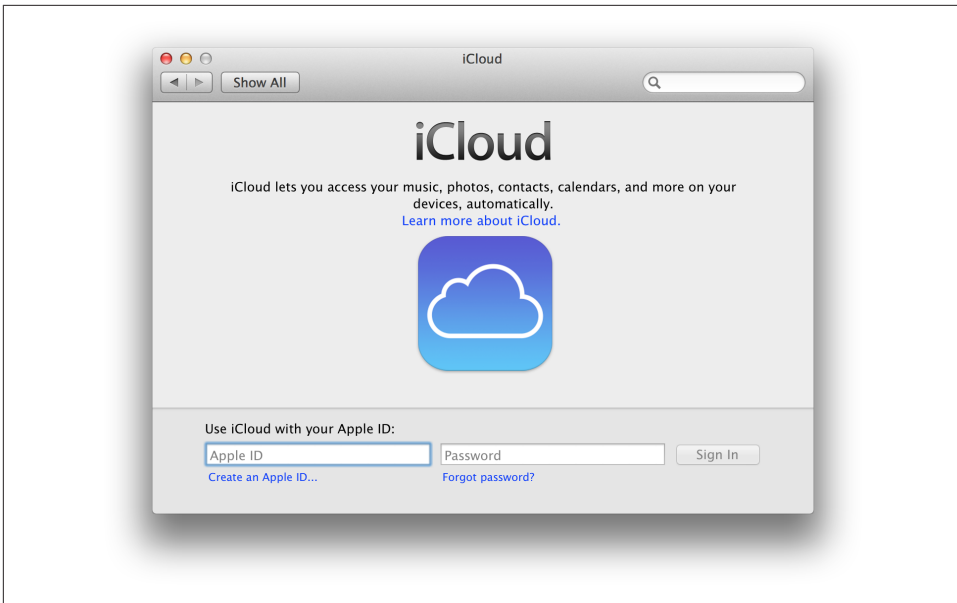 iCloud
Show All
iCloud
iCloud lets you access your music, photos, contacts, calendars, and more on your
devices, automatically.
Learn more about iCloud.
Use iCloud with your Apple ID:
Apple ID Password Sign In
Create an Apple ID... Forgot password?